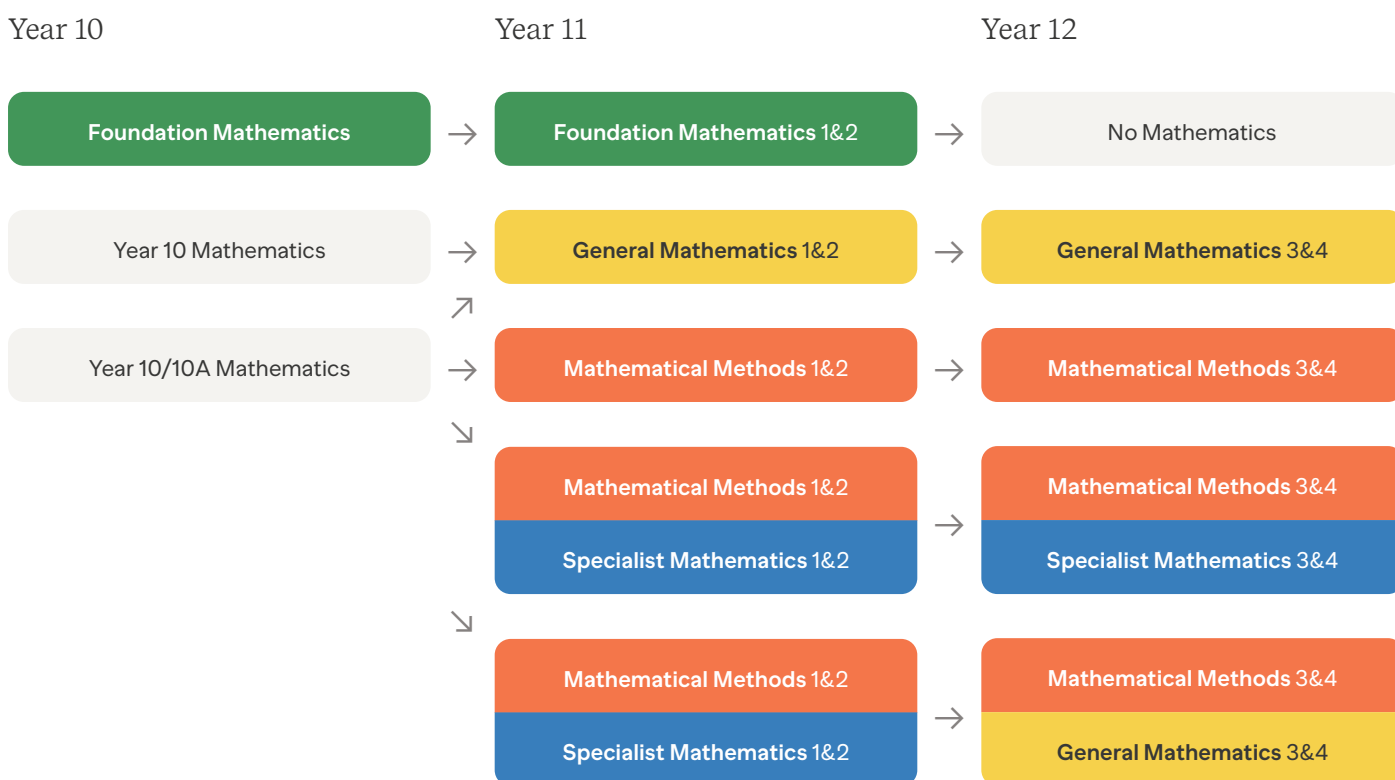 Year 10
Year 11
Year 12
Foundation Mathematics
Foundation Mathematics 1&2
No Mathematics
Year 10 Mathematics
General Mathematics 1&2
General Mathematics 3&4
Year 10/10A Mathematics
Mathematical Methods 1&2
Mathematical Methods 3&4
Mathematical Methods 1&2
Mathematical Methods 3&4
Specialist Mathematics 1&2
Specialist Mathematics 3&4
Mathematical Methods 1&2
Mathematical Methods 3&4
Specialist Mathematics 1&2
General Mathematics 3&4